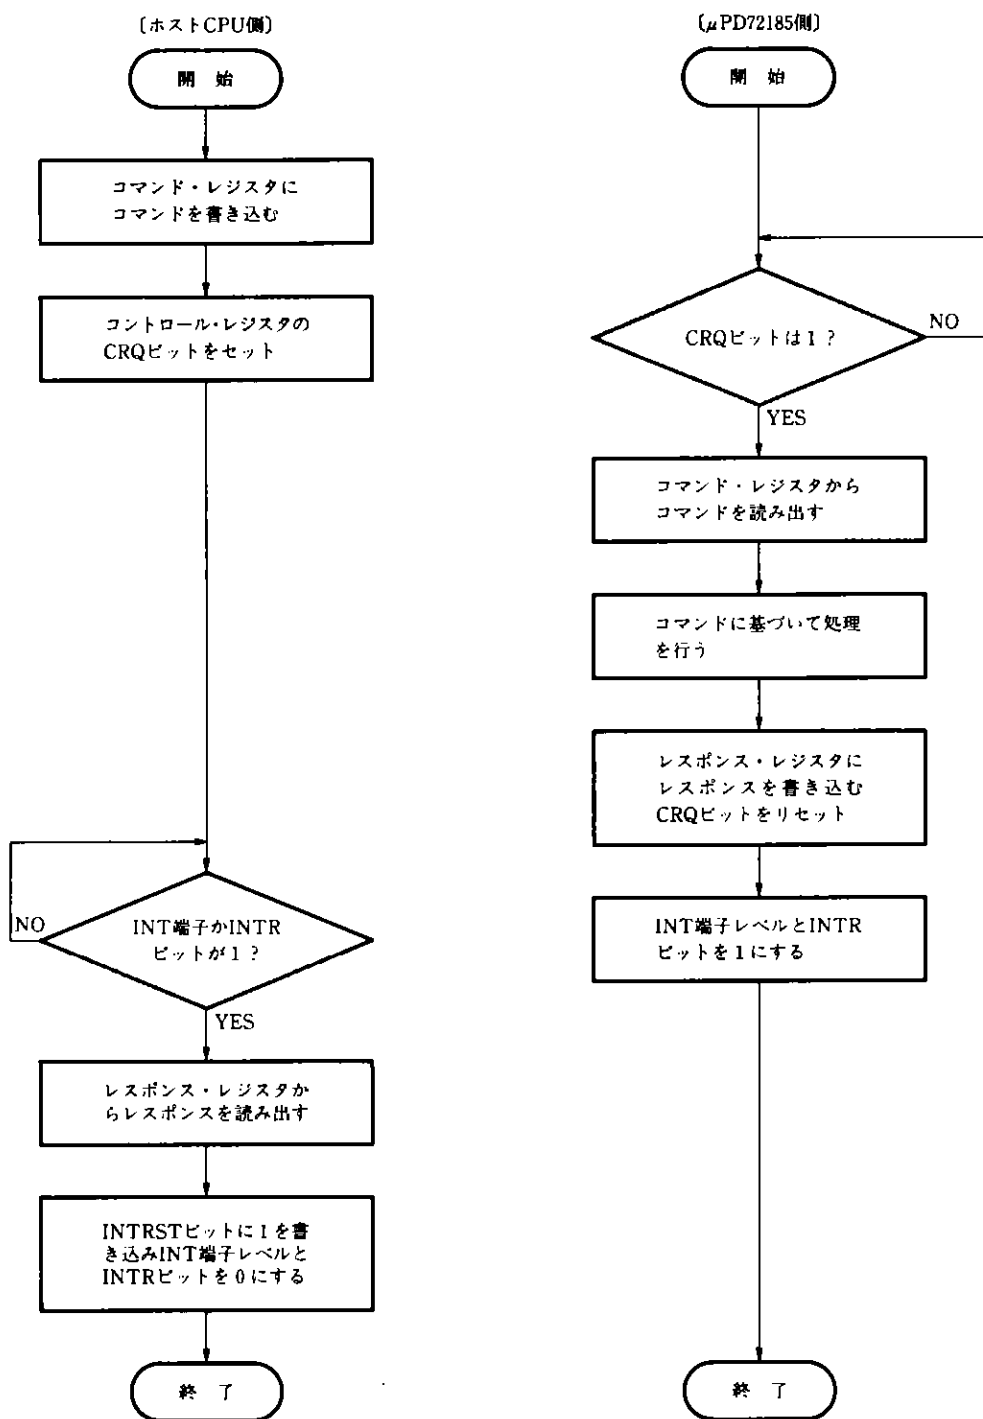 〔ホストCPU側〕
開 始
コマンド・レジスタに
コマンドを書き込む
コントロール・レジスタの
CRQビットをセット
INT端子かINTR
ビットが1?
NO
YES
レスポンス・レジスタか
らレスポンスを読み出す
INTRSTビットに1を書
き込みINT端子レベルと
INTRビットを0にする
終 了
〔μPD72185側〕
開 始
CRQビットは1?
NO
YES
コマンド・レジスタから
コマンドを読み出す
コマンドに基づいて処理
を行う
レスポンス・レジスタに
レスポンスを書き込む
CRQビットをリセット
INT端子レベルとINTR
ビットを1にする
終 了